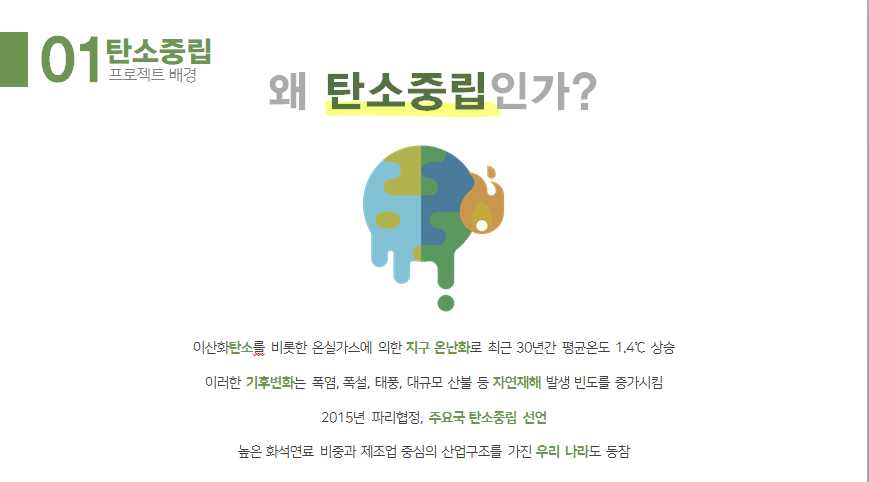 01 탄소중립
프로젝트 배경
왜 탄소중립인가?
이산화탄소를 비롯한 온실가스에 의한 지구 온난화로 최근 30년간 평균온도 1.4℃ 상승
이러한 기후변화는 폭염, 폭설, 태풍, 대규모 산불 등 자연재해 발생 빈도를 증가시킴
2015년 파리협정, 주요국 탄소중립 선언
높은 화석연료 비중과 제조업 중심의 산업구조를 가진 우리 나라도 동참